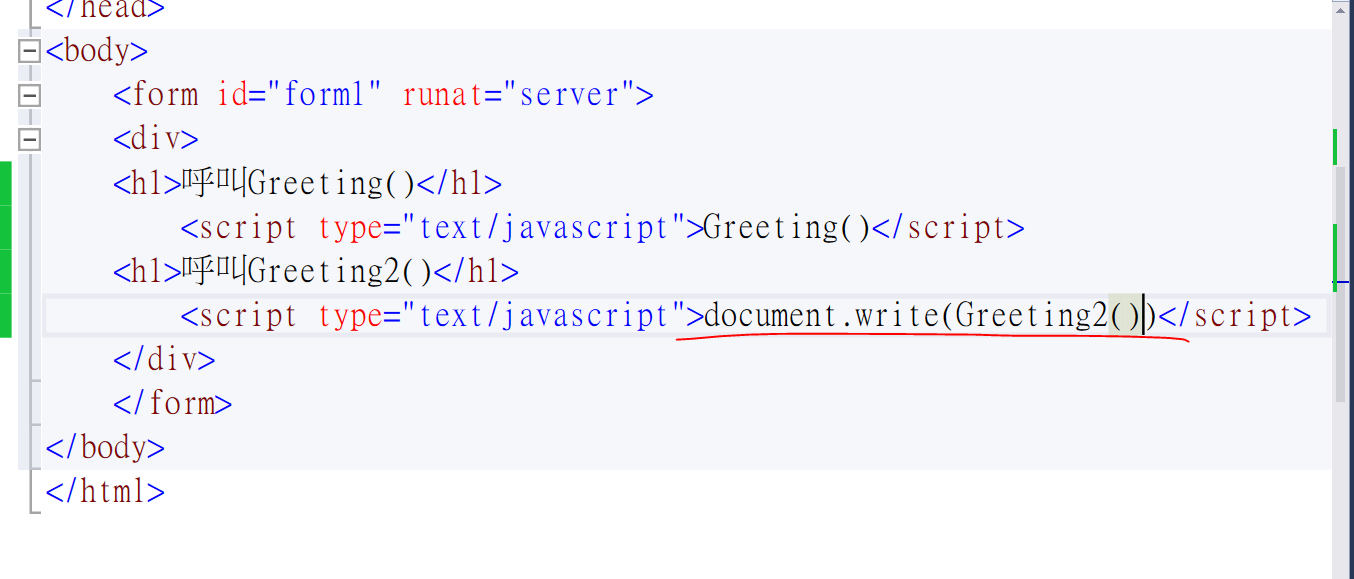 </head>
<body>
<form id="form1" runat="server">
<div>
<h1>呼叫Greeting()</h1>
<script type="text/javascript">Greeting()</script>
<h1>呼叫Greeting2()</h1>
<script type="text/javascript">document.write(Greeting2())</script>
</div>
</form>
</body>
</html>